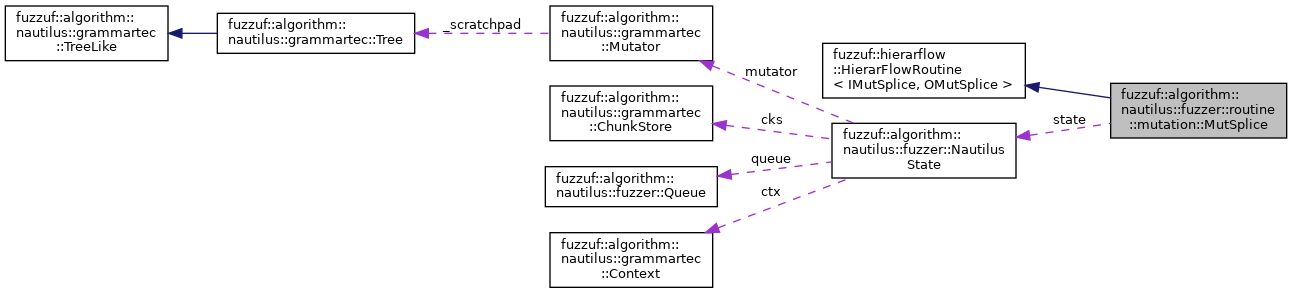 fuzzuf::algorithm::
nautilus::grammartec
::TreeLike
fuzzuf::algorithm::
nautilus::grammartec::Tree
_scratchpad
fuzzuf::algorithm::
nautilus::grammartec
::Mutator
mutator
fuzzuf::algorithm::
nautilus::grammartec
::ChunkStore
cks
queue
fuzzuf::algorithm::
nautilus::fuzzer::Queue
ctx
fuzzuf::algorithm::
nautilus::grammartec
::Context
fuzzuf::hierarflow
::HierarFlowRoutine
< IMutSplice, OMutSplice >
fuzzuf::algorithm::
nautilus::fuzzer::Nautilus
State
state
fuzzuf::algorithm::
nautilus::fuzzer::routine
::mutation::MutSplice